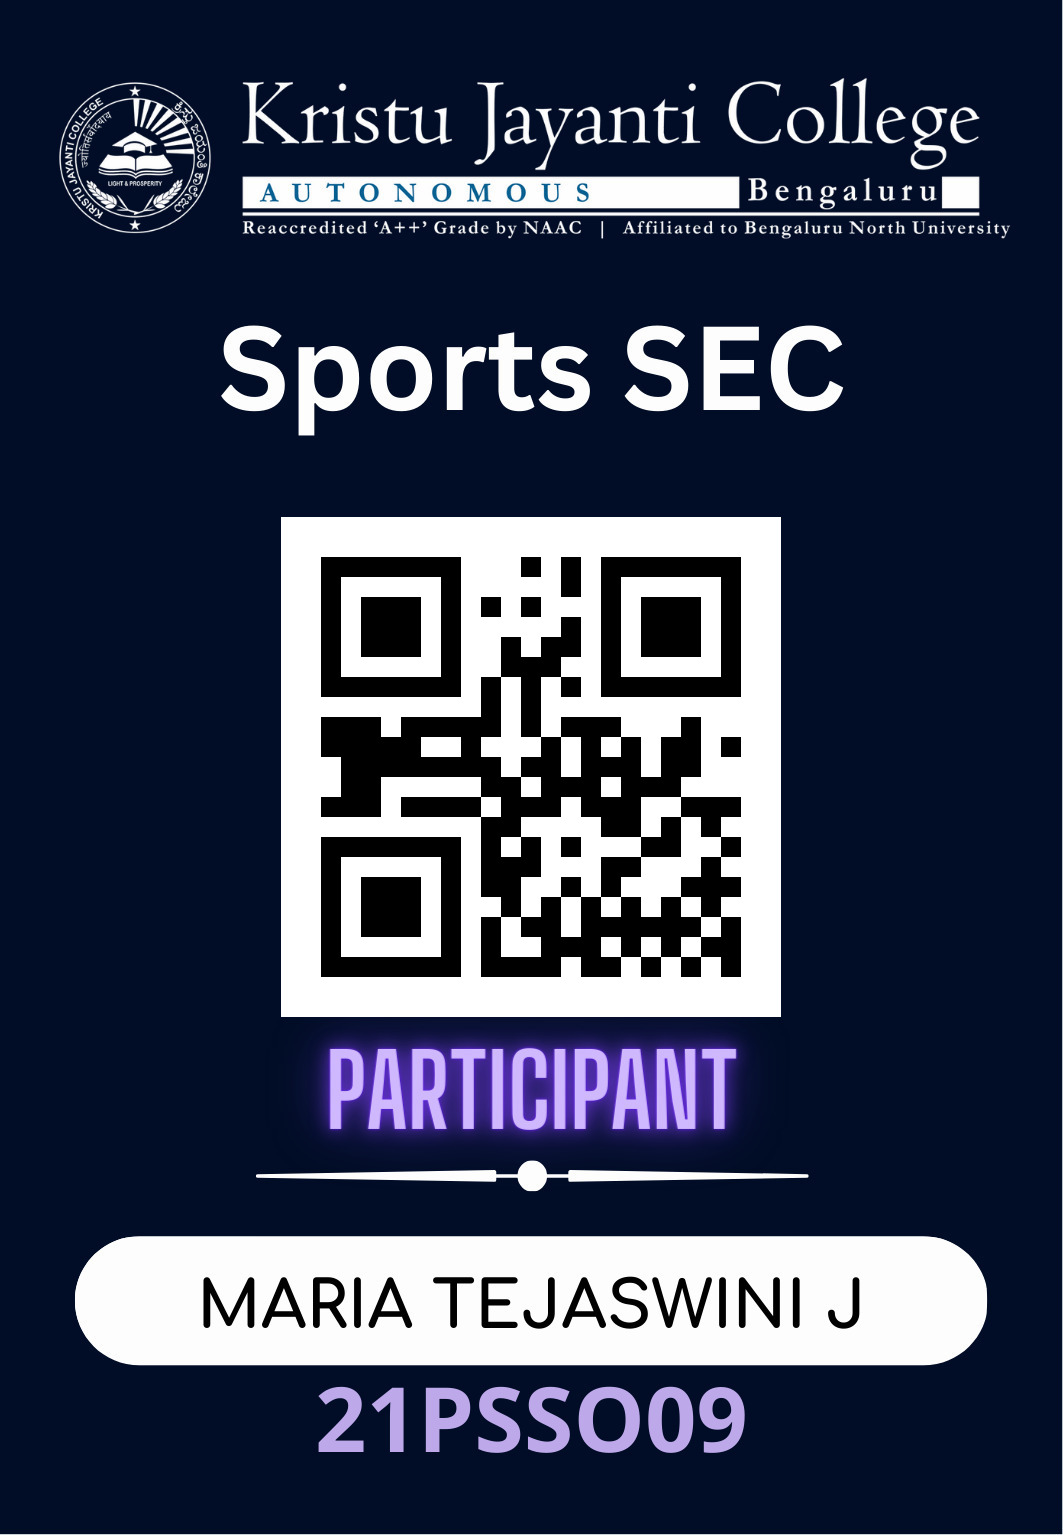 KRISTU JAYANTI COLLEGE
ಕ್ರಿಸ್ತು ಜಯಂತಿ ಕಾಲೇಜು
LIGHT & PROSPERITY
Kristu Jayanti College
AUTONOMOUS Bengaluru
Reaccredited ‘A++’ Grade by NAAC | Affiliated to Bengaluru North University
Sports SEC
PARTICIPANT
MARIA TEJASWINI J
21PSSO09